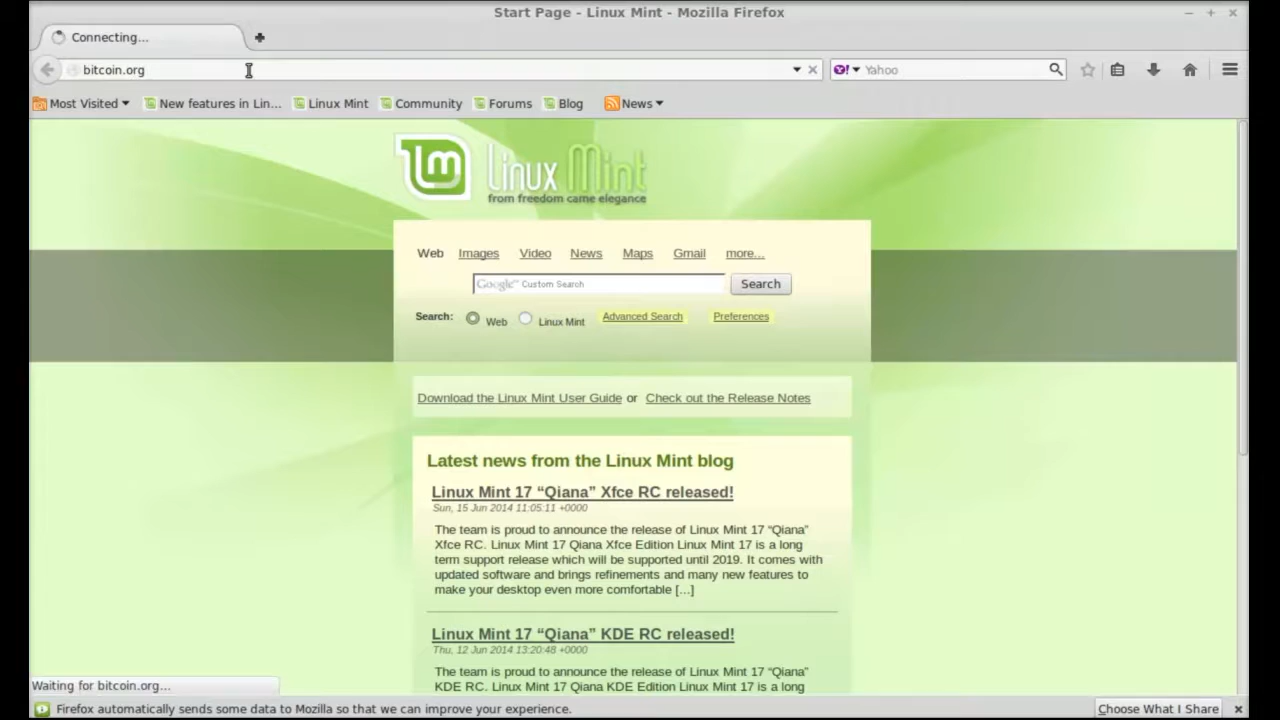 Start Page - Linux Mint - Mozilla Firefox
Connecting...
bitcoin.org
Yahoo
Most Visited
New features in Lin...
Linux Mint
Community
Forums
Blog
News
Linux Mint
from freedom came elegance
Web Images Video News Maps Gmail more...
Google™ Custom Search
Search
Search: Web Linux Mint Advanced Search Preferences
Download the Linux Mint User Guide or Check out the Release Notes
Latest news from the Linux Mint blog
Linux Mint 17 “Qiana” Xfce RC released!
Sun, 15 Jun 2014 11:05:11 +0000
The team is proud to announce the release of Linux Mint 17 “Qiana”
Xfce RC. Linux Mint 17 Qiana Xfce Edition Linux Mint 17 is a long
term support release which will be supported until 2019. It comes with
updated software and brings refinements and many new features to
make your desktop even more comfortable [...]
Linux Mint 17 “Qiana” KDE RC released!
Thu, 12 Jun 2014 13:20:48 +0000
The team is proud to announce the release of Linux Mint 17 “Qiana”
KDE RC. Linux Mint 17 Qiana KDE Edition Linux Mint 17 is a long
Waiting for bitcoin.org...
Firefox automatically sends some data to Mozilla so that we can improve your experience.
Choose What I Share